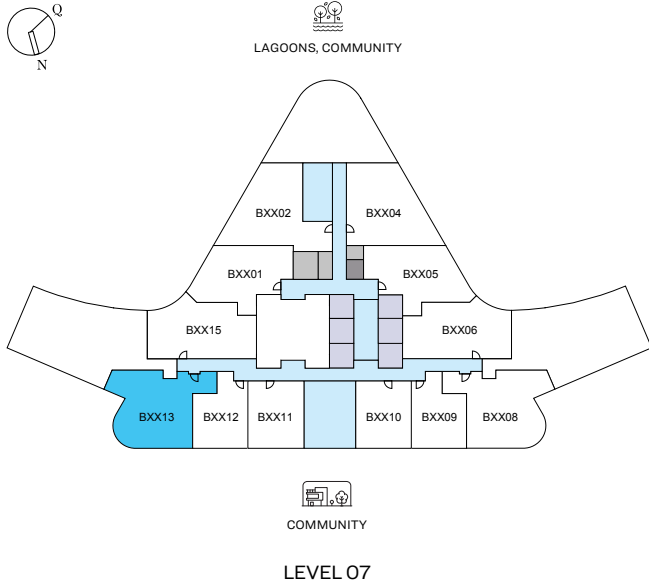 Q
N
LAGOONS, COMMUNITY
BXX02 BXX04
BXX01 BXX05
BXX15 BXX06
BXX13 BXX12 BXX11 BXX10 BXX09 BXX08
COMMUNITY
LEVEL 07